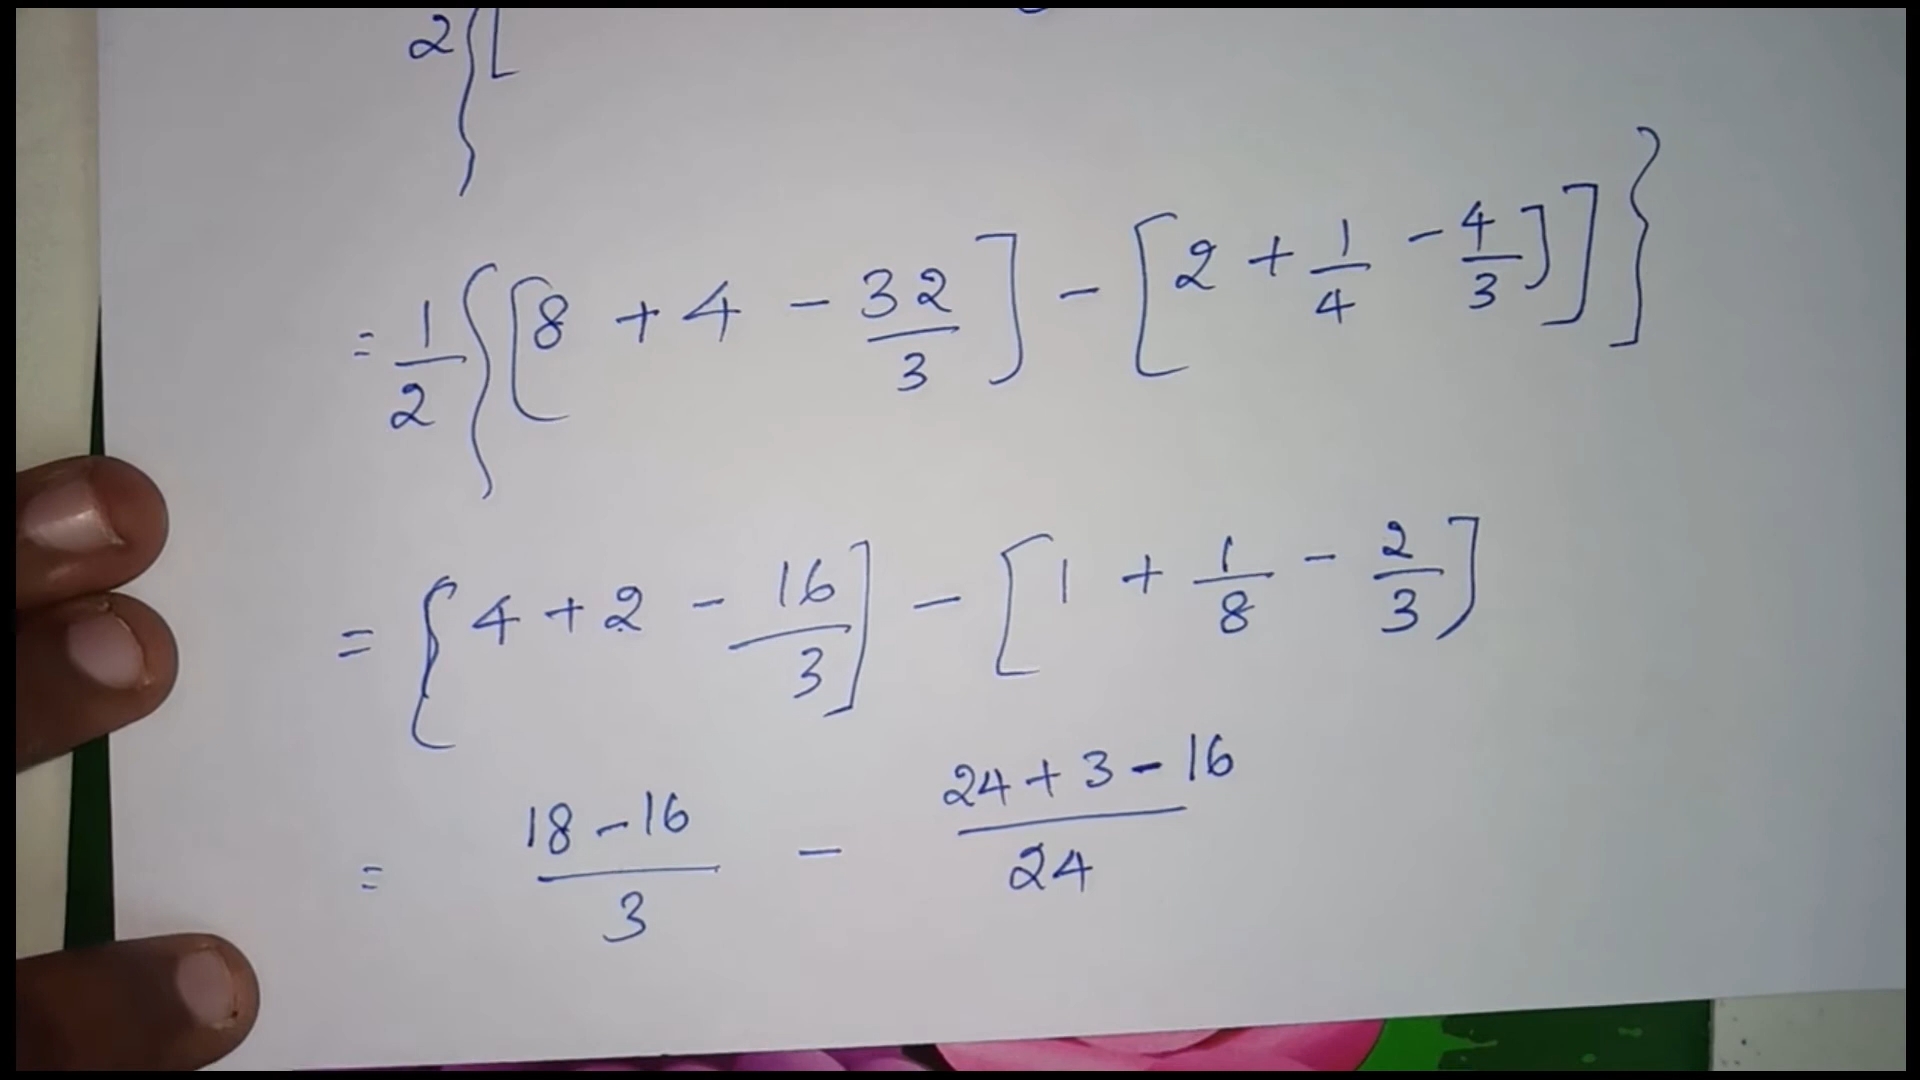 2 { [
= 1/2 { [8 + 4 - 32/3] - [2 + 1/4 - 4/3]] }
= { 4 + 2 - 16/3 ] - [ 1 + 1/8 - 2/3 ]
= 18 - 16/3 - 24 + 3 - 16/24